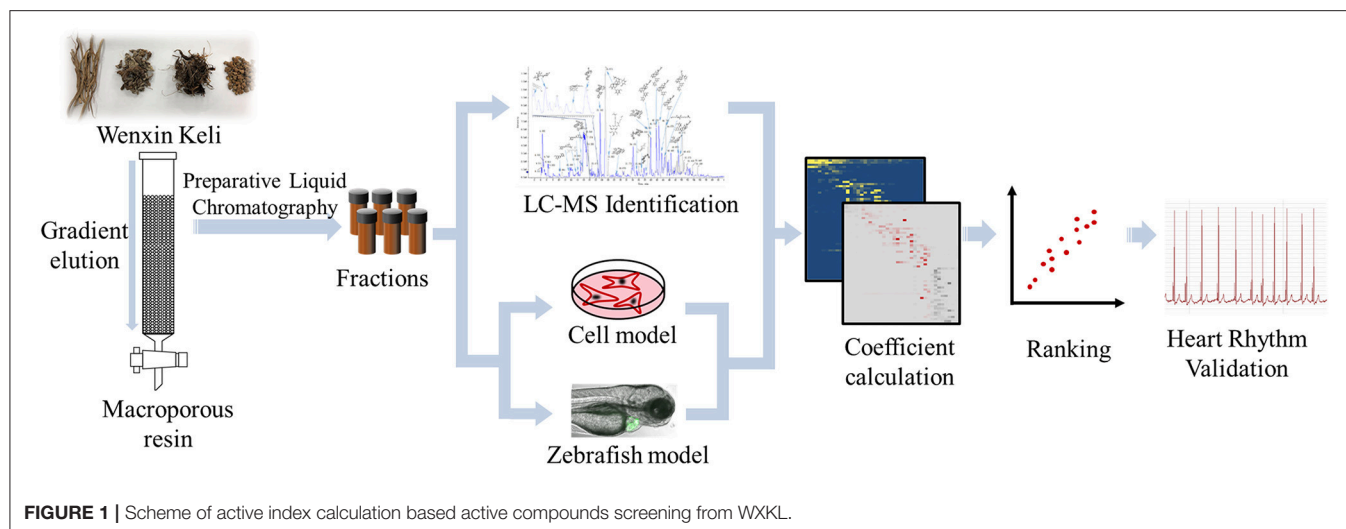 Wenxin Keli
Gradient
elution
Macroporous
resin
Preparative Liquid
Chromatography
Fractions
LC-MS Identification
Cell model
Zebrafish model
Coefficient
calculation
Ranking
Heart Rhythm
Validation
FIGURE 1 | Scheme of active index calculation based active compounds screening from WXKL.